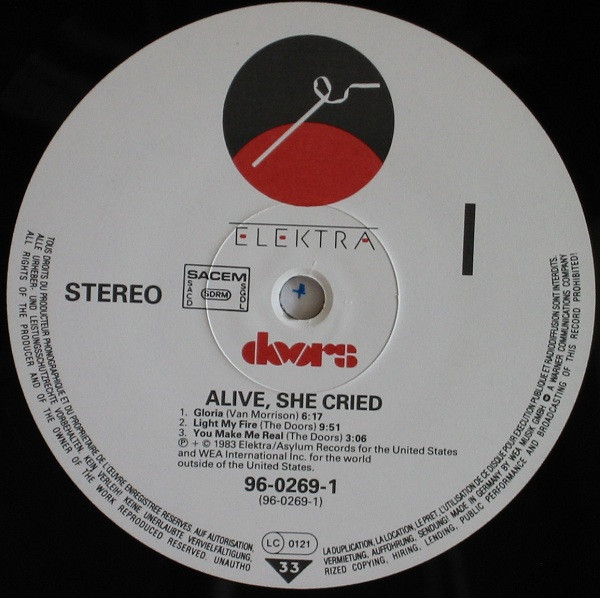 ELEKTRA
STEREO
SACEM
SACD
SDRM
SGDL
I
doors
ALIVE, SHE CRIED
1. Gloria (Van Morrison) 6:17
2. Light My Fire (The Doors) 9:51
3. You Make Me Real (The Doors) 3:06
℗ + © 1983 Elektra/Asylum Records for the United States
and WEA International Inc. for the world
outside of the United States.
96-0269-1
(96-0269-1)
LC 0121
33
TOUS DROITS DU PRODUCTEUR PHONOGRAPHIQUE ET DU PROPRIETAIRE DE L'ŒUVRE ENREGISTREE RESERVES. AUF AUTORISATION,
LA DUPLICATION, LA LOCATION, LE PRET, L'UTILISATION DE CE DISQUE POUR EXECUTION PUBLIQUE ET RADIODIFFUSION SONT INTERDITS.
ALLE URHEBER- UND LEISTUNGSSCHUTZRECHTE VORBEHALTEN. KEIN VERLEIH! KEINE UNERLAUBTE VERVIELFÄLTIGUNG,
VERMIETUNG, AUFFÜHRUNG, SENDUNG! MADE IN GERMANY BY WEA MUSIK GMBH A WARNER COMMUNICATIONS COMPANY
ALL RIGHTS OF THE PRODUCER AND OF THE OWNER OF THE WORK REPRODUCED RESERVED. UNAUTHO
RIZED COPYING, HIRING, LENDING, PUBLIC PERFORMANCE AND BROADCASTING OF THIS RECORD PROHIBITED!